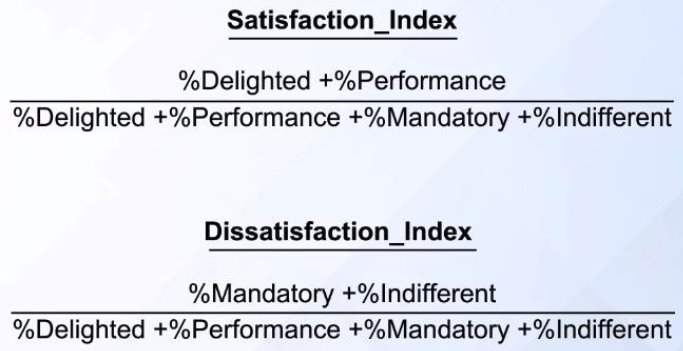 Satisfaction_Index
%Delighted +%Performance
%Delighted +%Performance +%Mandatory +%Indifferent
Dissatisfaction_Index
%Mandatory +%Indifferent
%Delighted +%Performance +%Mandatory +%Indifferent